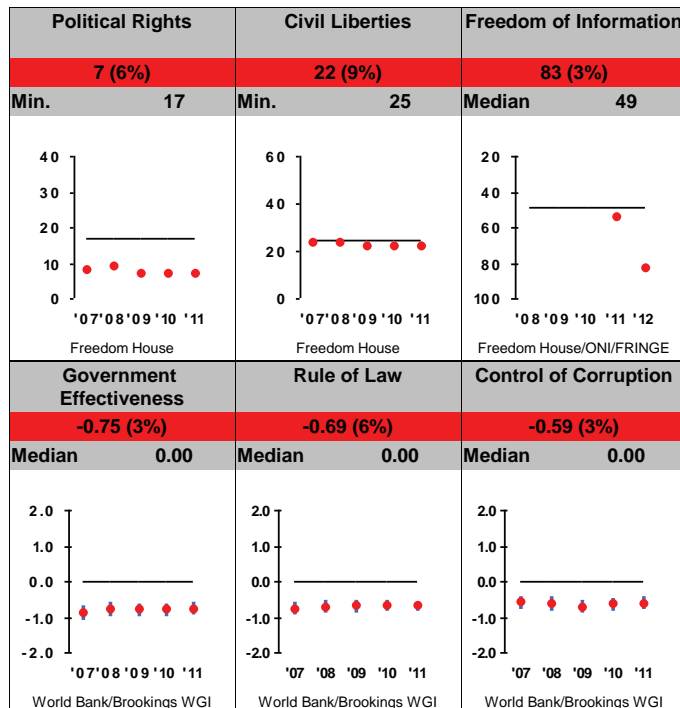 Political Rights
7 (6%)
Min. 17
40
30
20
10
0
'07 '08 '09 '10 '11
Freedom House
Civil Liberties
22 (9%)
Min. 25
60
40
20
0
'07 '08 '09 '10 '11
Freedom House
Freedom of Information
83 (3%)
Median 49
20
40
60
80
100
'08 '09 '10 '11 '12
Freedom House/ONI/FRINGE
Government
Effectiveness
-0.75 (3%)
Median 0.00
2.0
1.0
0.0
-1.0
-2.0
'07 '08 '09 '10 '11
World Bank/Brookings WGI
Rule of Law
-0.69 (6%)
Median 0.00
2.0
1.0
0.0
-1.0
-2.0
'07 '08 '09 '10 '11
World Bank/Brookings WGI
Control of Corruption
-0.59 (3%)
Median 0.00
2.0
1.0
0.0
-1.0
-2.0
'07 '08 '09 '10 '11
World Bank/Brookings WGI